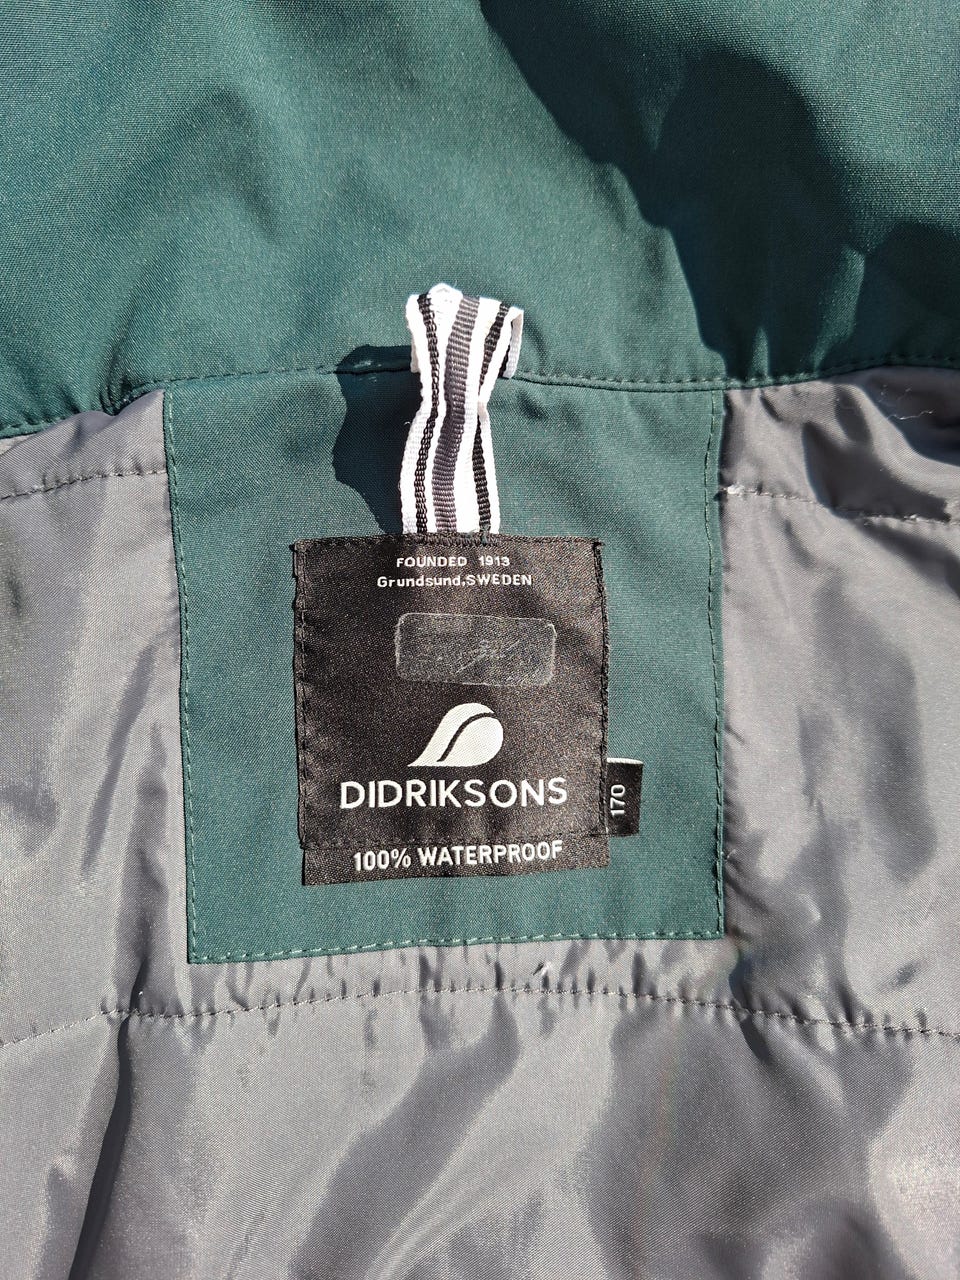 FOUNDED 1913
Grundsund,SWEDEN
DIDRIKSONS
170
100% WATERPROOF